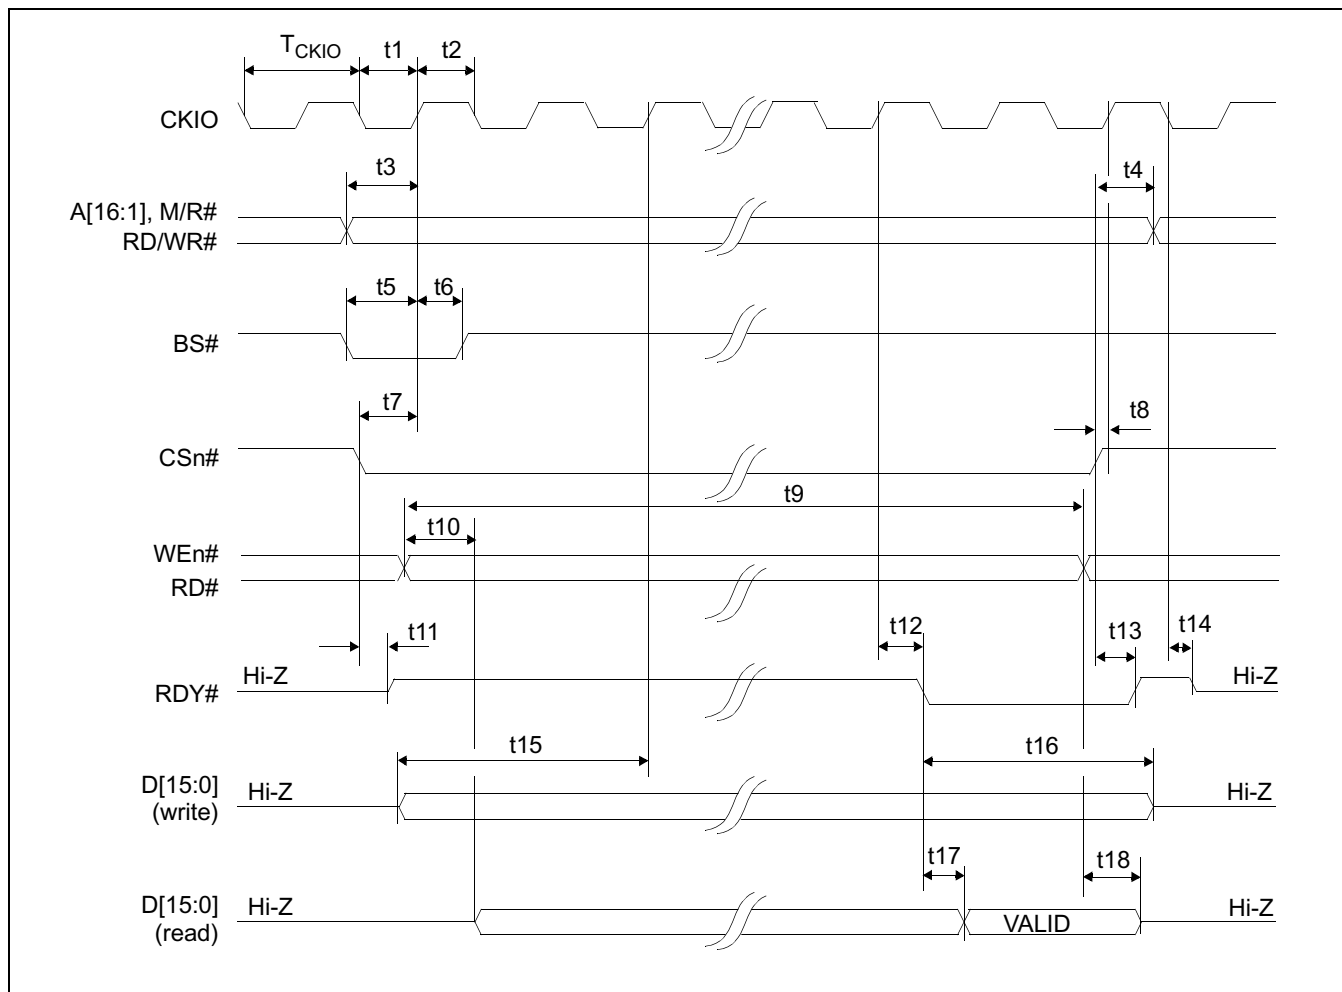 TCKIO t1 t2
CKIO
t3 t4
A[16:1], M/R#
RD/WR#
t5 t6
BS#
t7 t8
CSn#
t9
t10
WEn#
RD#
t11 t12 t13 t14
Hi-Z Hi-Z
RDY#
t15 t16
D[15:0] Hi-Z Hi-Z
(write)
t17 t18
D[15:0] Hi-Z Hi-Z
(read) VALID